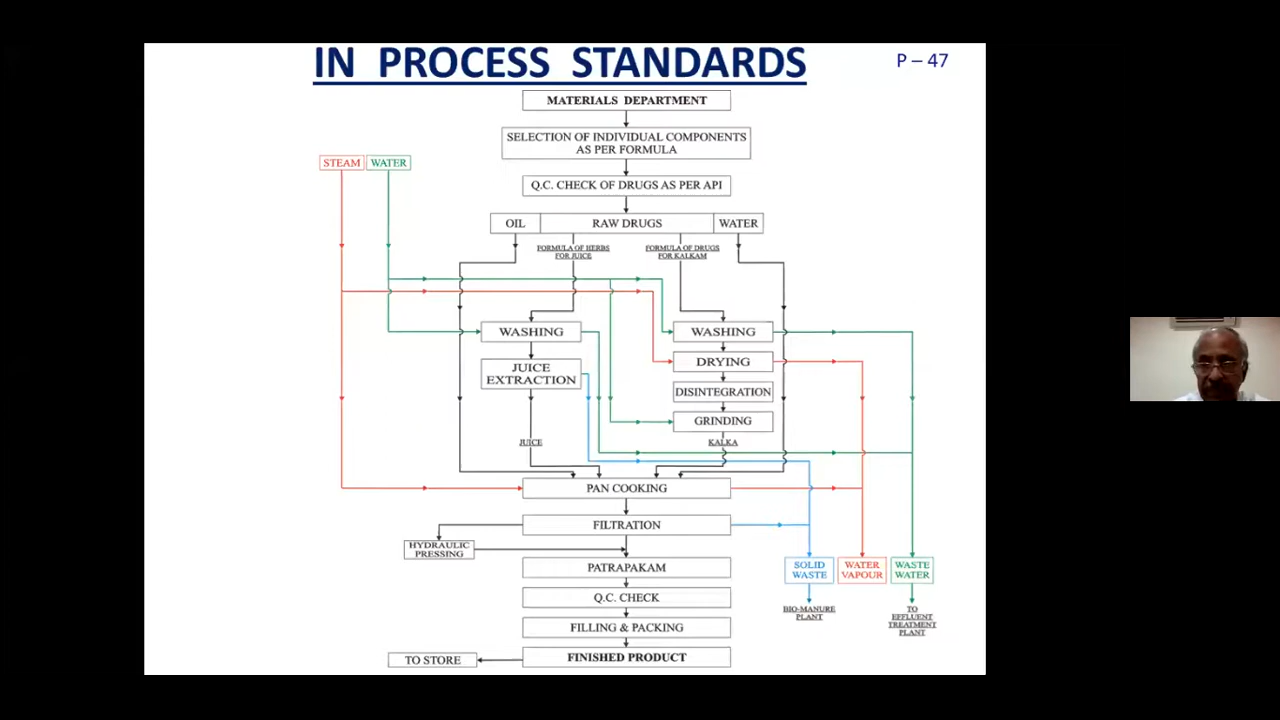 IN PROCESS STANDARDS
P – 47
MATERIALS DEPARTMENT
SELECTION OF INDIVIDUAL COMPONENTS
AS PER FORMULA
STEAM
WATER
Q.C. CHECK OF DRUGS AS PER API
OIL
RAW DRUGS
WATER
FORMULA OF HERBS
FOR JUICE
FORMULA OF DRUGS
FOR KALKAM
WASHING
WASHING
JUICE
EXTRACTION
DRYING
DISINTEGRATION
GRINDING
JUICE
KALKA
PAN COOKING
FILTRATION
HYDRAULIC
PRESSING
PATRAPAKAM
SOLID
WASTE
WATER
VAPOUR
WASTE
WATER
Q.C. CHECK
BIO-MANURE
PLANT
TO
EFFLUENT
TREATMENT
PLANT
FILLING & PACKING
FINISHED PRODUCT
TO STORE